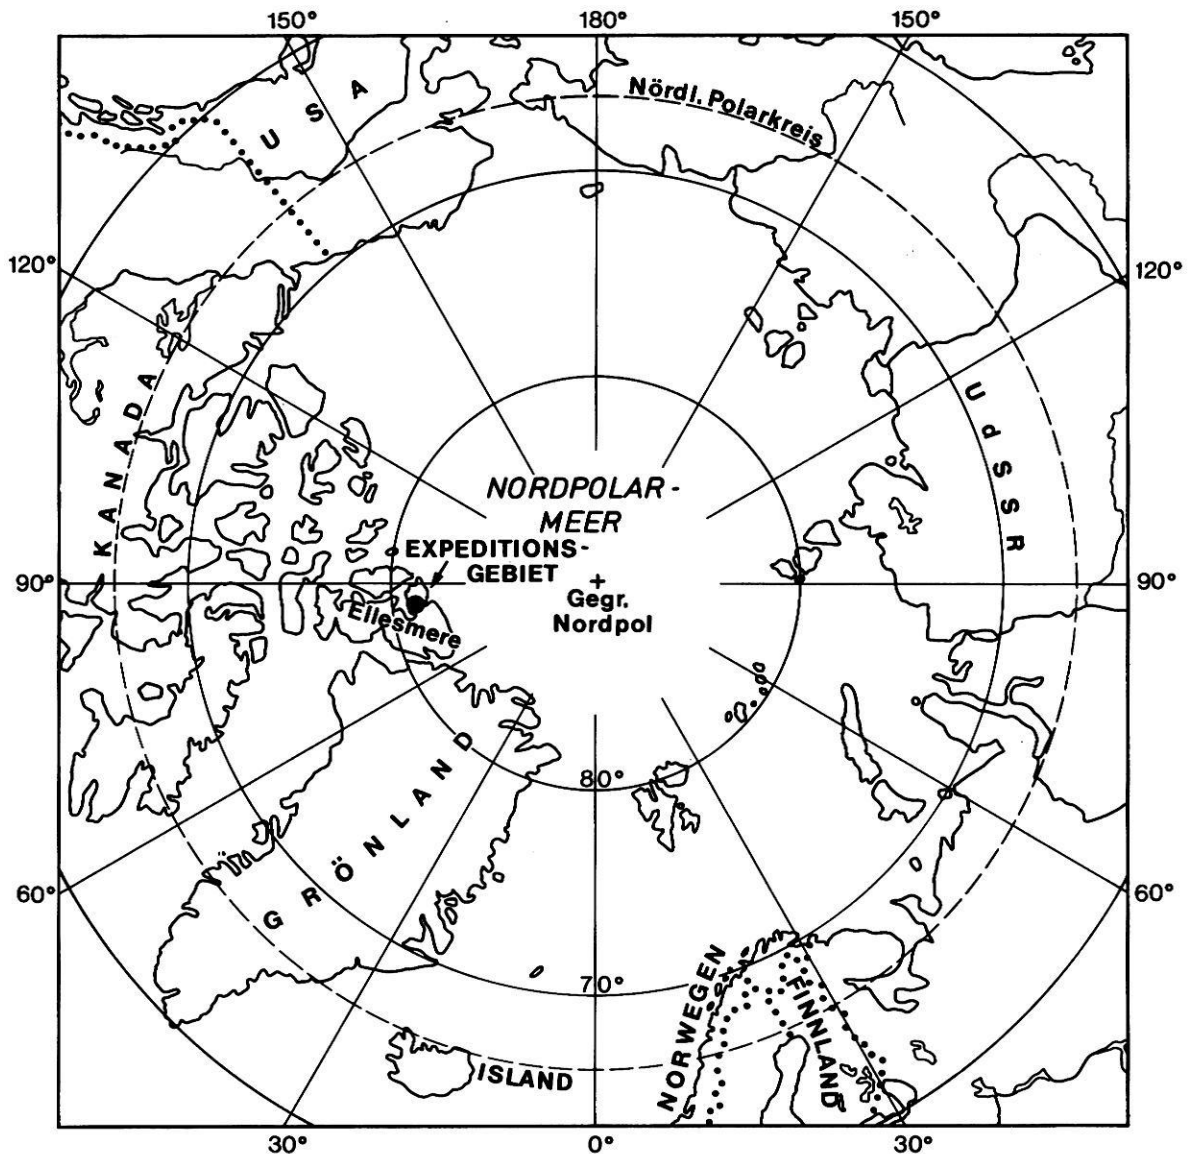 150° 180° 150°
Nördl. Polarkreis
USA
120° 120°
KANADA
UdSSR
NORDPOLAR-
MEER
EXPEDITIONS-
GEBIET
90° 90°
+
Gegr.
Nordpol
Ellesmere
GRÖNLAND
80°
60° 60°
70°
NORWEGEN
FINNLAND
ISLAND
30° 0° 30°